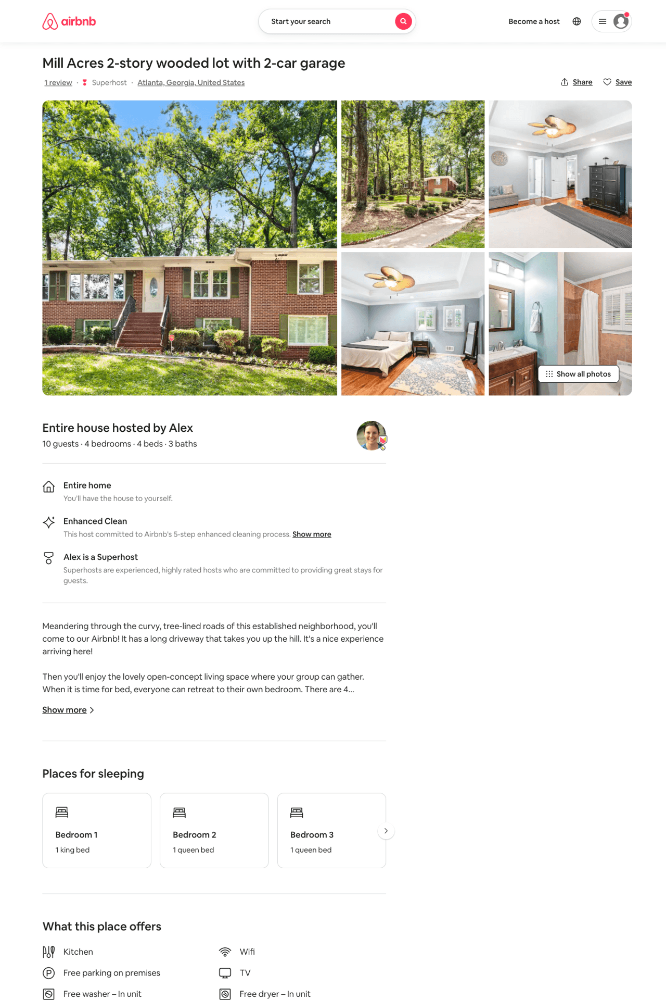 airbnb
Start your search
Become a host
Mill Acres 2-story wooded lot with 2-car garage
1 review · Superhost · Atlanta, Georgia, United States
Share
Save
Show all photos
Entire house hosted by Alex
10 guests · 4 bedrooms · 4 beds · 3 baths
Entire home
You'll have the house to yourself.
Enhanced Clean
This host committed to Airbnb's 5-step enhanced cleaning process. Show more
Alex is a Superhost
Superhosts are experienced, highly rated hosts who are committed to providing great stays for
guests.
Meandering through the curvy, tree-lined roads of this established neighborhood, you'll
come to our Airbnb! It has a long driveway that takes you up the hill. It's a nice experience
arriving here!
Then you'll enjoy the lovely open-concept living space where your group can gather.
When it is time for bed, everyone can retreat to their own bedroom. There are 4...
Show more
Places for sleeping
Bedroom 1
1 king bed
Bedroom 2
1 queen bed
Bedroom 3
1 queen bed
What this place offers
Kitchen
Wifi
Free parking on premises
TV
Free washer – In unit
Free dryer – In unit